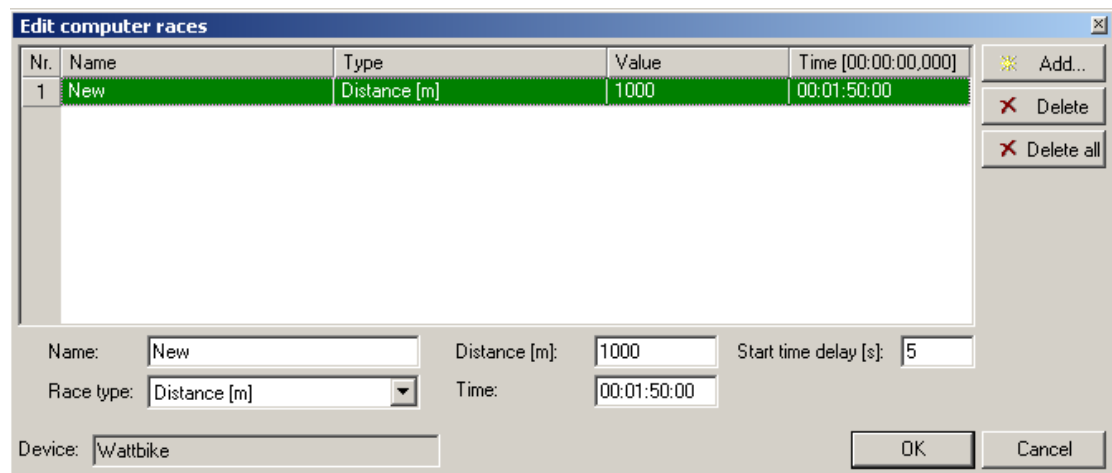 Edit computer races
Nr. Name Type Value Time [00:00:00,000]
1 New Distance [m] 1000 00:01:50:00
Add...
Delete
Delete all
Name: New Distance [m]: 1000 Start time delay [s]: 5
Race type: Distance [m] Time: 00:01:50:00
Device: Wattbike OK Cancel